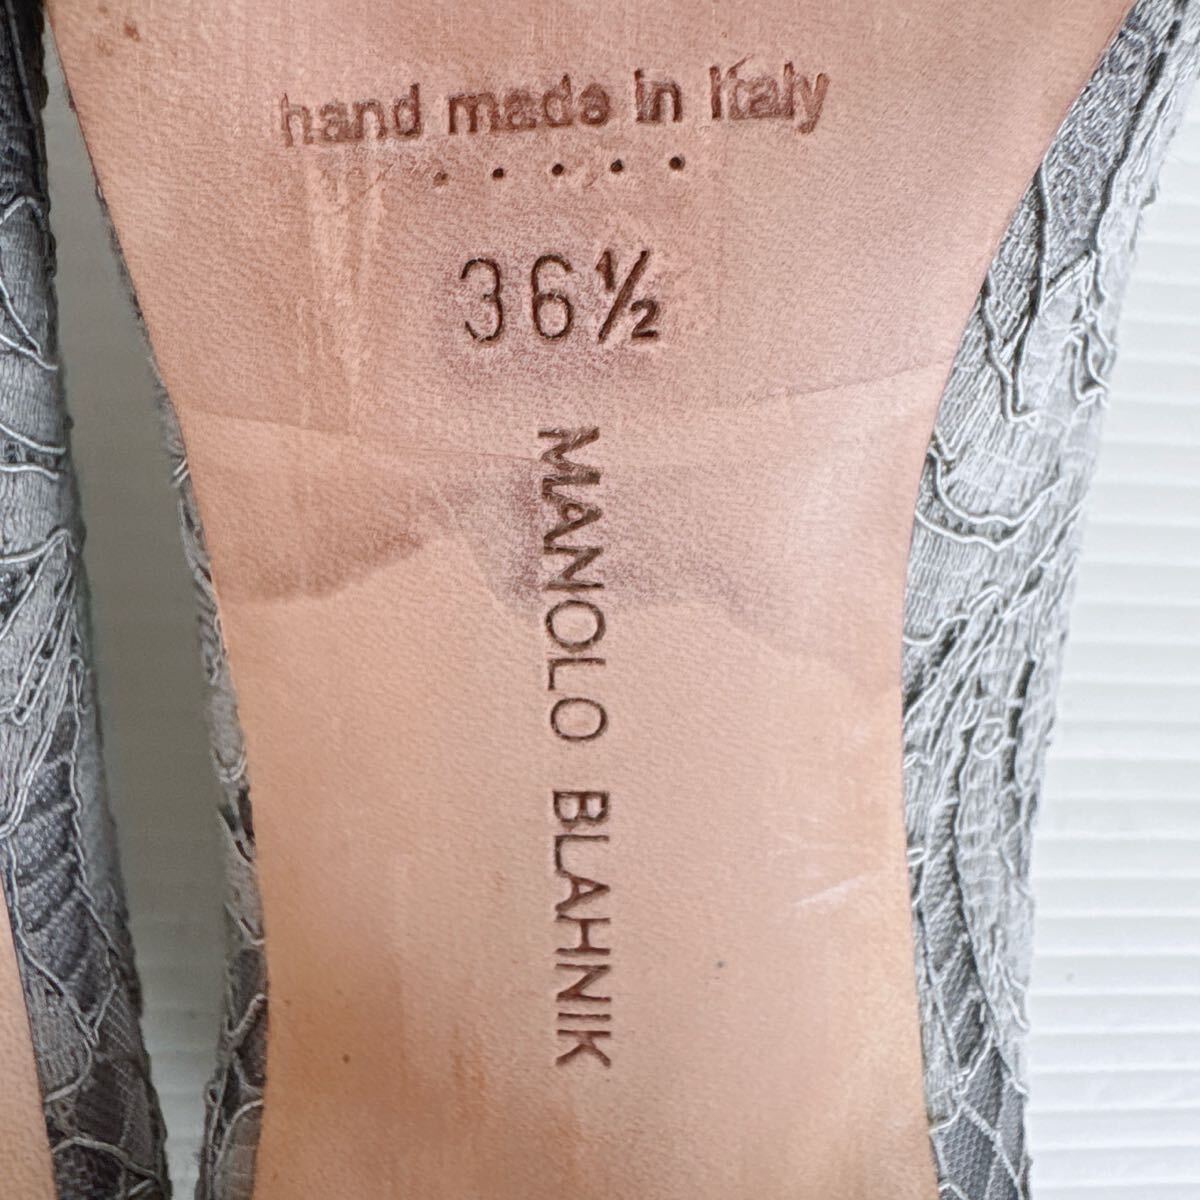 hand made in Italy
36½
MANOLO BLAHNIK